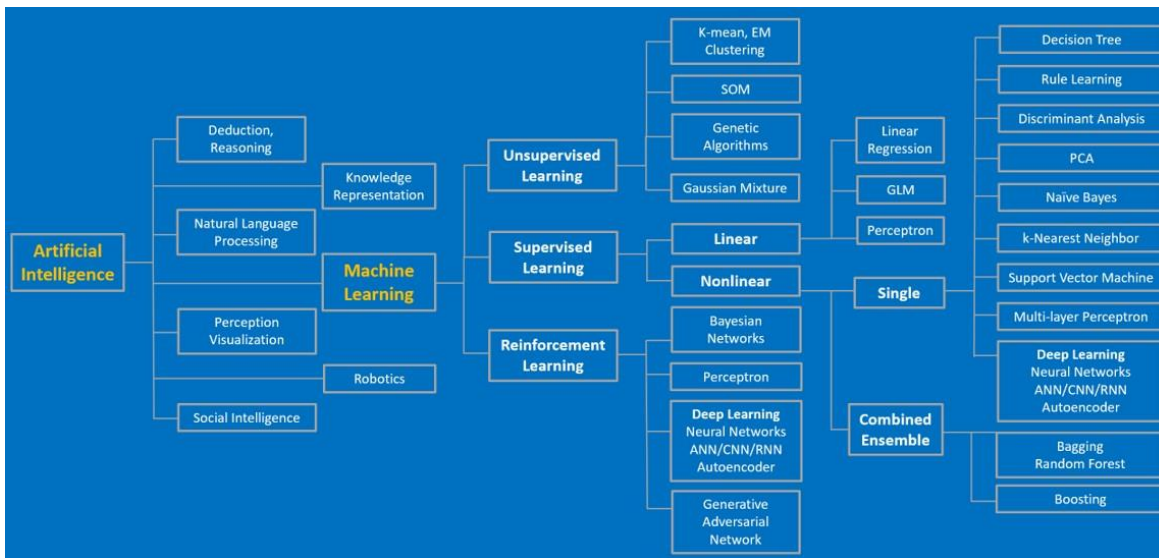 Artificial
Intelligence
Deduction,
Reasoning
Knowledge
Representation
Natural Language
Processing
Machine
Learning
Perception
Visualization
Robotics
Social Intelligence
Unsupervised
Learning
Supervised
Learning
Reinforcement
Learning
K-mean, EM
Clustering
SOM
Genetic
Algorithms
Gaussian Mixture
Linear
Nonlinear
Bayesian
Networks
Perceptron
Deep Learning
Neural Networks
ANN/CNN/RNN
Autoencoder
Generative
Adversarial
Network
Linear
Regression
GLM
Perceptron
Single
Combined
Ensemble
Decision Tree
Rule Learning
Discriminant Analysis
PCA
Naïve Bayes
k-Nearest Neighbor
Support Vector Machine
Multi-layer Perceptron
Deep Learning
Neural Networks
ANN/CNN/RNN
Autoencoder
Bagging
Random Forest
Boosting